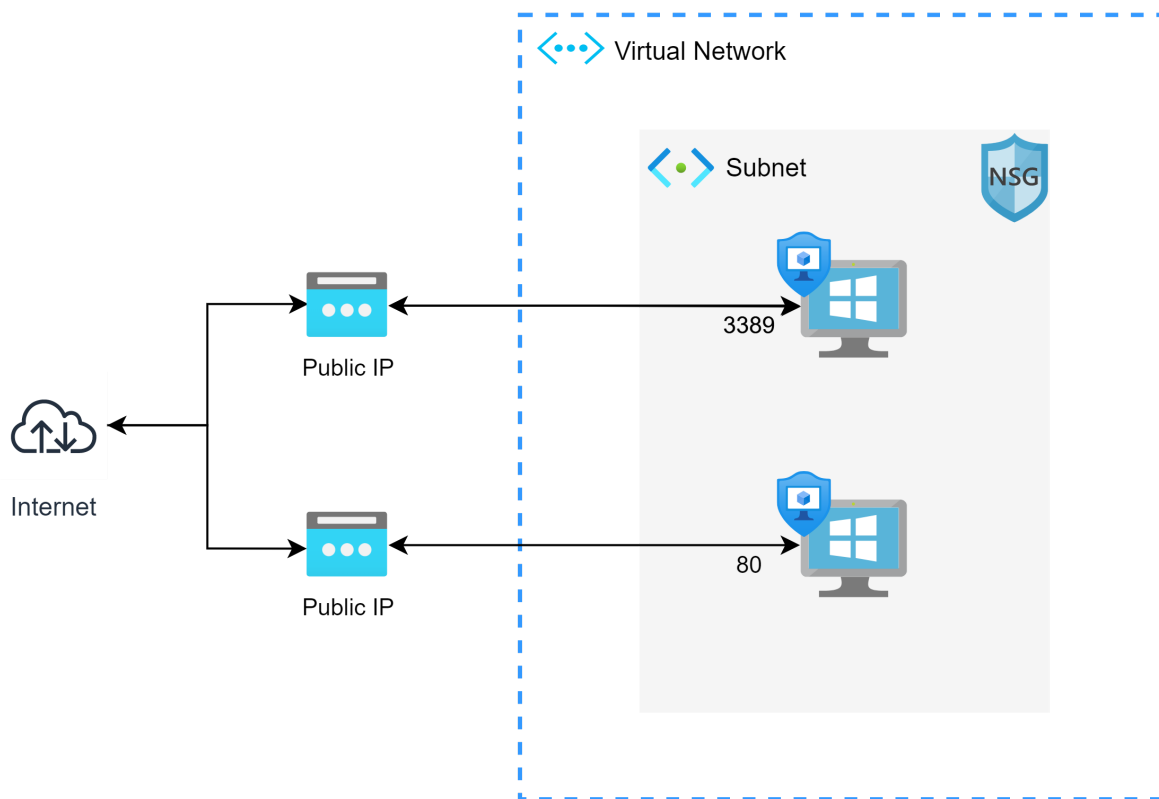 Virtual Network
Subnet
NSG
Public IP
3389
Internet
80
Public IP